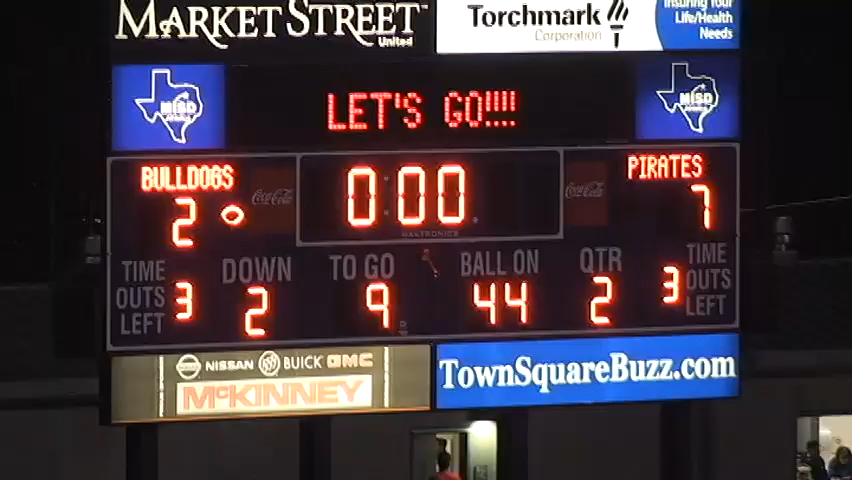 MARKET STREET
United
Torchmark
Corporation
Insuring Your
Life/Health
Needs
MISD
LET'S GO!!!!
MISD
BULLDOGS
Coca-Cola
0:00
DAKTRONICS
Coca-Cola
PIRATES
2
7
TIME OUTS LEFT 3
DOWN 2
TO GO 9
BALL ON 44
QTR 2
3 TIME OUTS LEFT
NISSAN BUICK GMC
MCKINNEY
TownSquareBuzz.com